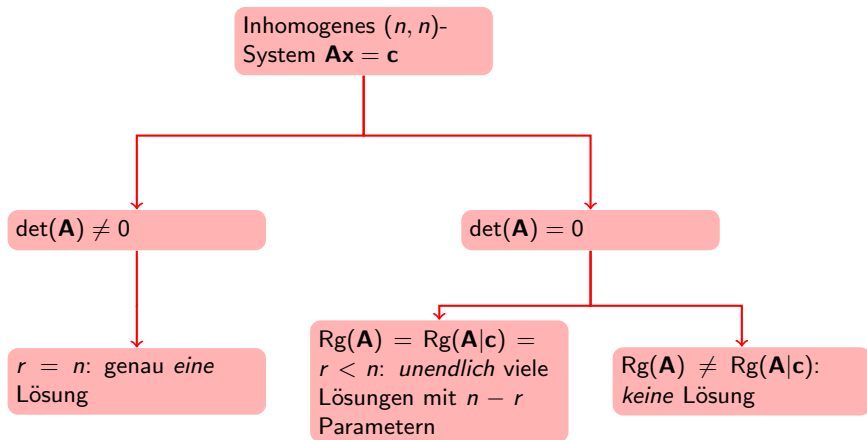 Inhomogenes (n, n)-
System Ax = c
det(A) ≠ 0
det(A) = 0
r = n: genau eine
Lösung
Rg(A) = Rg(A|c) =
r < n: unendlich viele
Lösungen mit n − r
Parametern
Rg(A) ≠ Rg(A|c):
keine Lösung